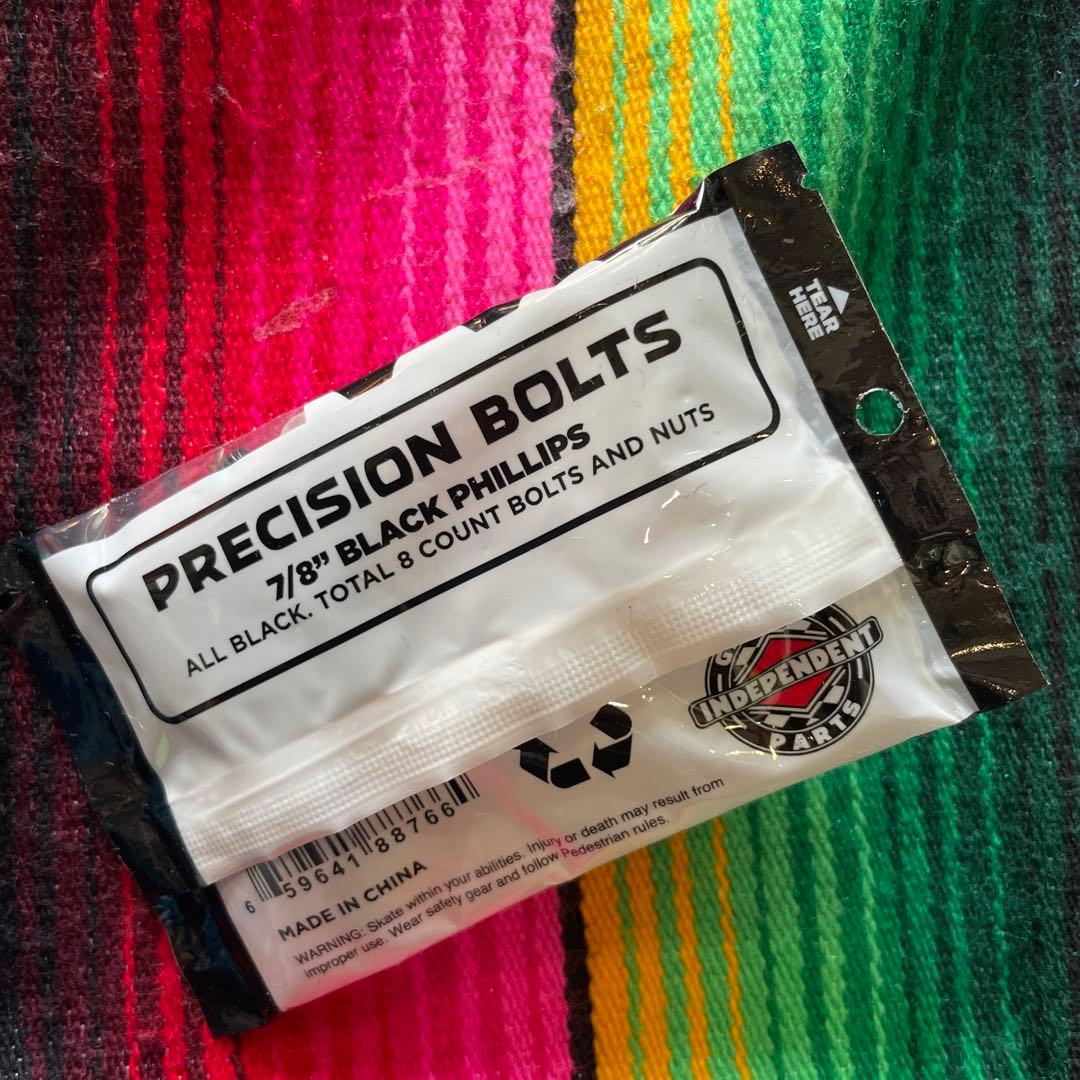 TEAR
HERE
PRECISION BOLTS
7/8” BLACK PHILLIPS
ALL BLACK. TOTAL 8 COUNT BOLTS AND NUTS
INDEPENDENT
PARTS
6 59641 88766
MADE IN CHINA
WARNING: Skate within your abilities. Injury or death may result from
improper use. Wear safety gear and follow Pedestrian rules.